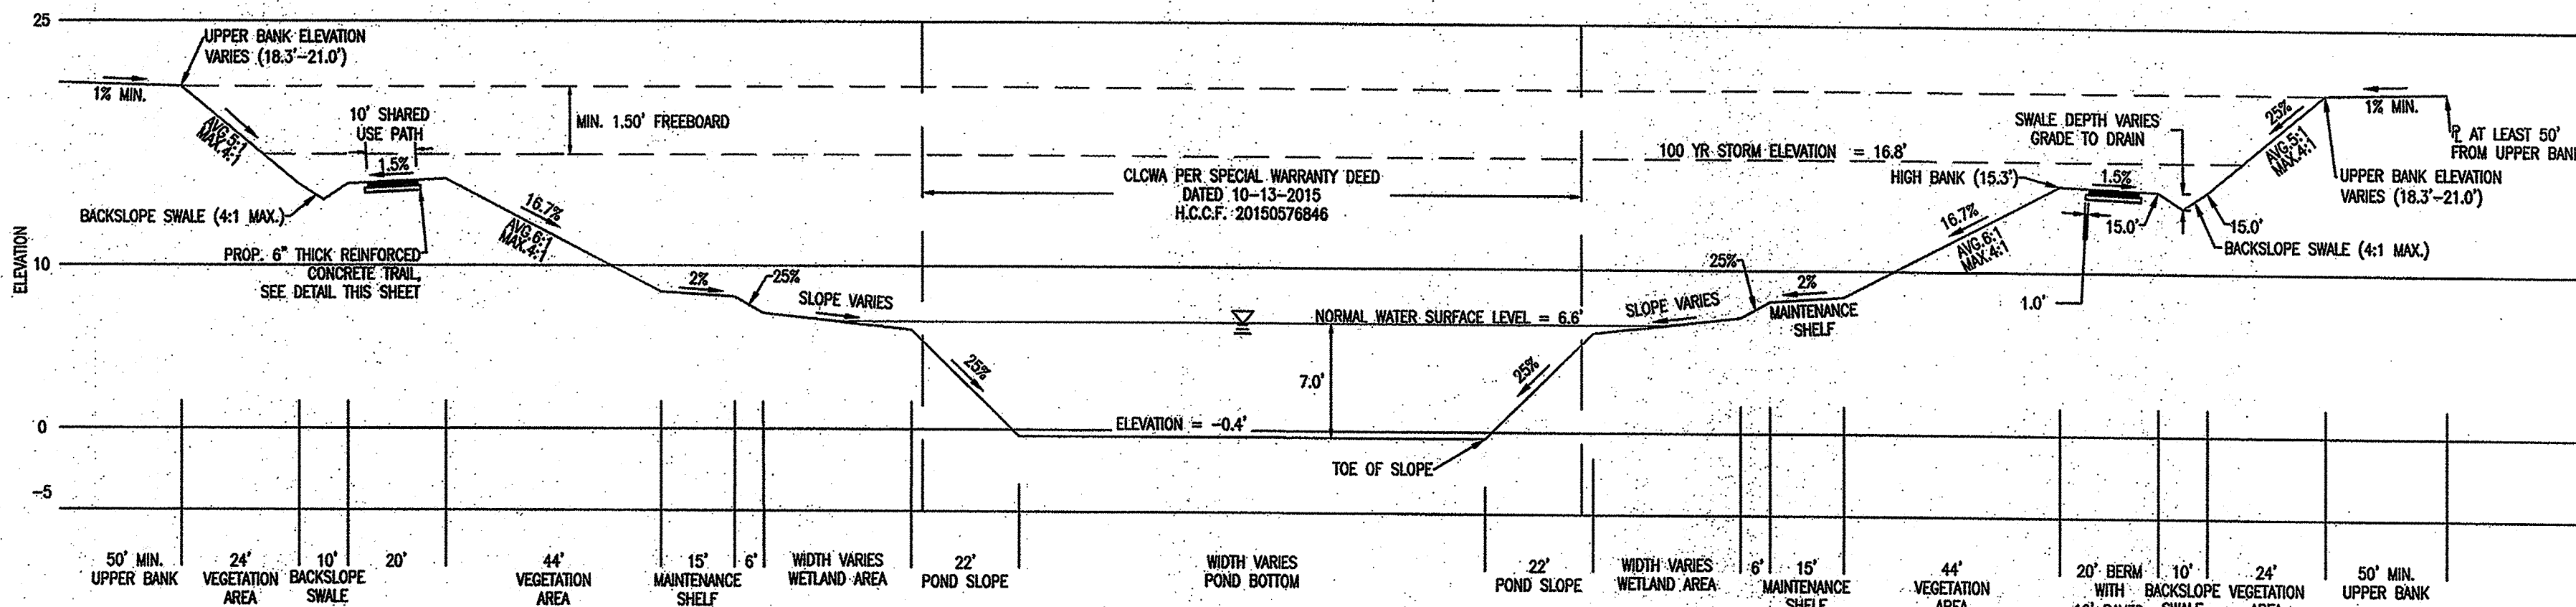 25
UPPER BANK ELEVATION
VARIES (18.3'-21.0')
1% MIN.
AVG.5:1
MAX.4:1
10' SHARED
USE PATH
1.5%
MIN. 1.50' FREEBOARD
BACKSLOPE SWALE (4:1 MAX.)
PROP. 6" THICK REINFORCED
CONCRETE TRAIL,
SEE DETAIL THIS SHEET
16.7%
AVG.6:1
MAX.4:1
ELEVATION
10
2%
25%
SLOPE VARIES
CLCWA PER SPECIAL WARRANTY DEED
DATED 10-13-2015
H.C.C.F. 20150576846
100 YR STORM ELEVATION = 16.8'
NORMAL WATER SURFACE LEVEL = 6.6'
7.0'
25%
25%
ELEVATION = -0.4'
TOE OF SLOPE
SLOPE VARIES
25%
2%
MAINTENANCE
SHELF
16.7%
AVG.6:1
MAX.4:1
HIGH BANK (15.3')
1.5%
1.0'
15.0'
15.0'
SWALE DEPTH VARIES
GRADE TO DRAIN
BACKSLOPE SWALE (4:1 MAX.)
25%
AVG.5:1
MAX.4:1
1% MIN.
UPPER BANK ELEVATION
VARIES (18.3'-21.0')
℄ AT LEAST 50'
FROM UPPER BANK
0
-5
50' MIN.
UPPER BANK
24'
VEGETATION
AREA
10'
BACKSLOPE
SWALE
20'
44'
VEGETATION
AREA
15'
MAINTENANCE
SHELF
6'
WIDTH VARIES
WETLAND AREA
22'
POND SLOPE
WIDTH VARIES
POND BOTTOM
22'
POND SLOPE
WIDTH VARIES
WETLAND AREA
6'
15'
MAINTENANCE
SHELF
44'
VEGETATION
AREA
20' BERM
WITH
10'
BACKSLOPE
SWALE
24'
VEGETATION
AREA
50' MIN.
UPPER BANK